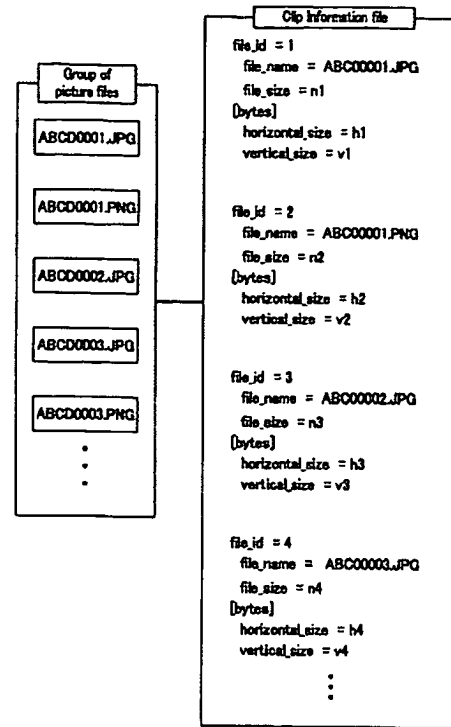 Group of
picture files
ABCD0001.JPG
ABCD0001.PNG
ABCD0002.JPG
ABCD0003.JPG
ABCD0003.PNG
Clip Information file
file_id = 1
file_name = ABC00001.JPG
file_size = n1
[bytes]
horizontal_size = h1
vertical_size = v1
file_id = 2
file_name = ABC00001.PNG
file_size = n2
[bytes]
horizontal_size = h2
vertical_size = v2
file_id = 3
file_name = ABC00002.JPG
file_size = n3
[bytes]
horizontal_size = h3
vertical_size = v3
file_id = 4
file_name = ABC00003.JPG
file_size = n4
[bytes]
horizontal_size = h4
vertical_size = v4